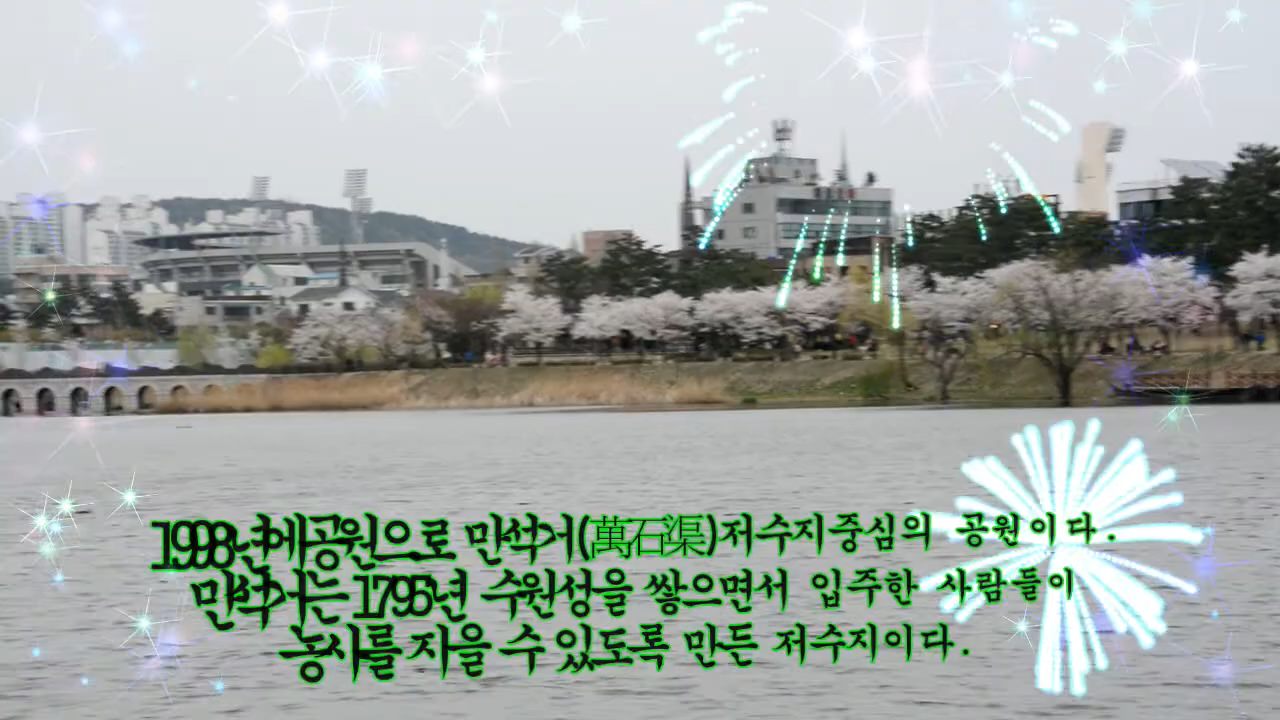 1998년에공원으로 만석거(萬石渠)저수지중심의 공원이다.
만석거는 1795년 수원성을 쌓으면서 입주한 사람들이
농사를 지을 수 있도록 만든 저수지이다.